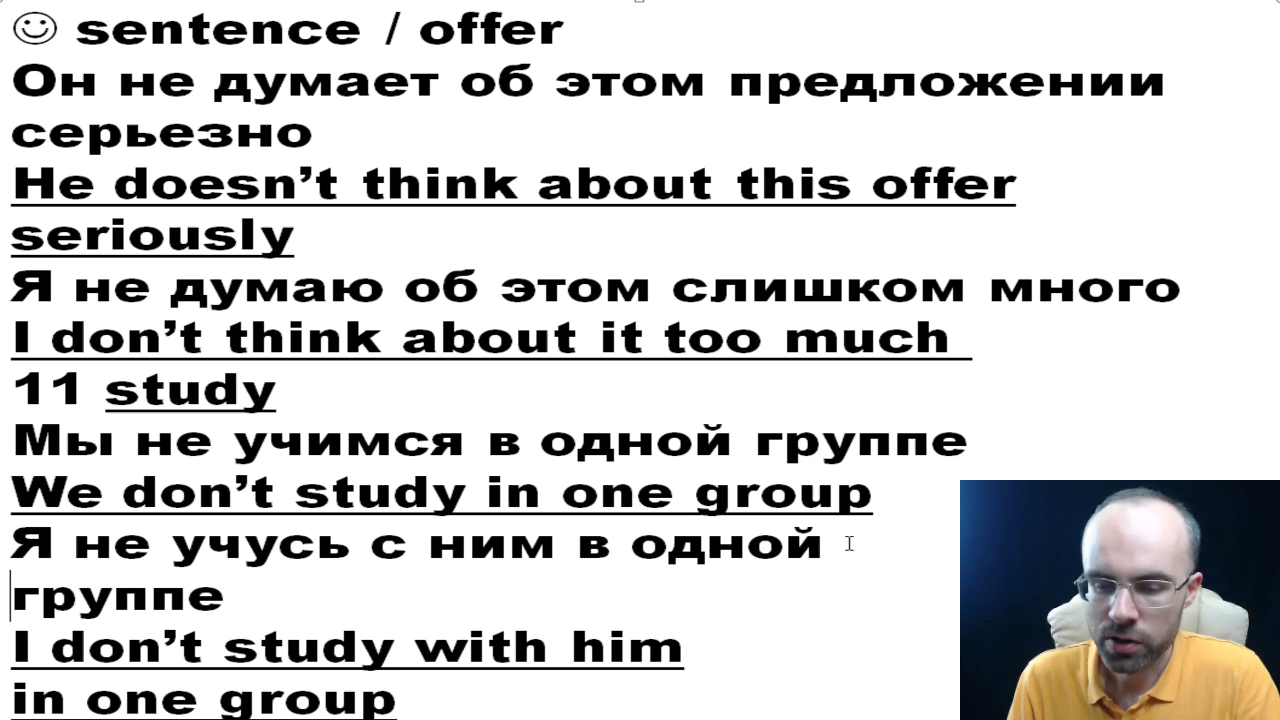 ☺ sentence / offer
Он не думает об этом предложении
серьезно
He doesn’t think about this offer
seriously
Я не думаю об этом слишком много
I don’t think about it too much
11 study
Мы не учимся в одной группе
We don’t study in one group
Я не учусь с ним в одной
группе
I don’t study with him
in one group